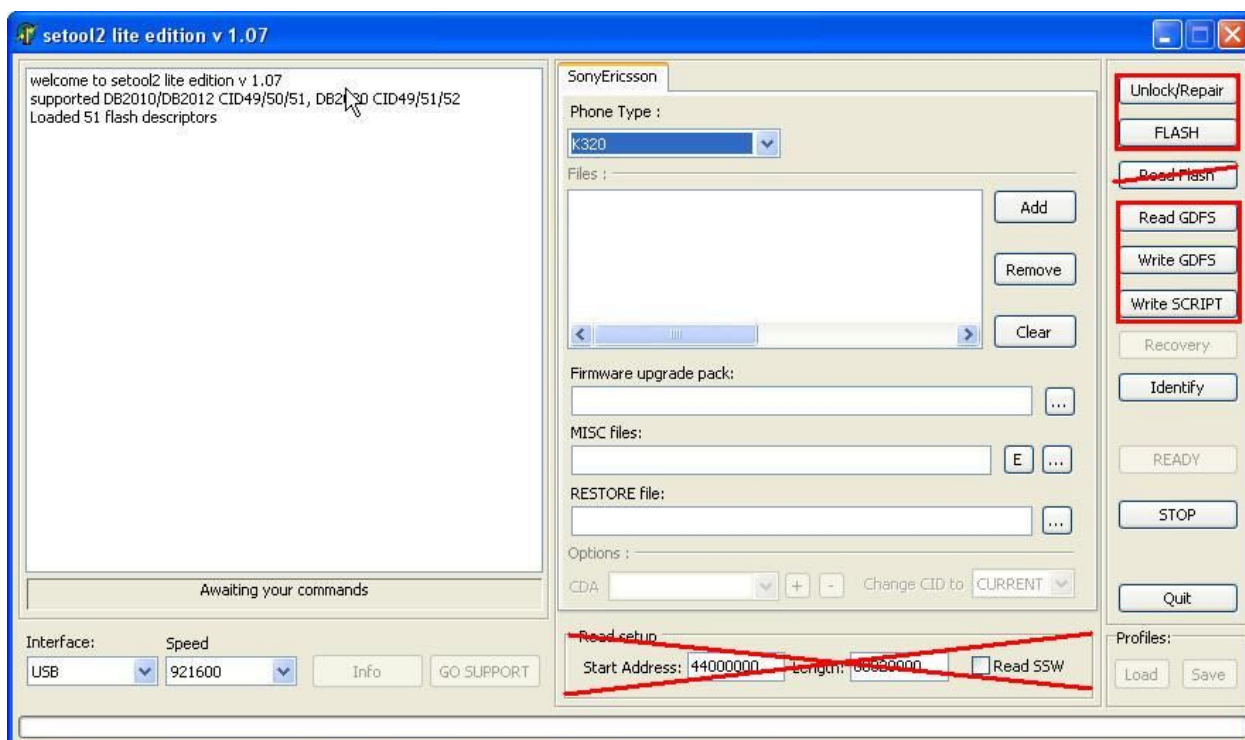 setool2 lite edition v 1.07
welcome to setool2 lite edition v 1.07
supported DB2010/DB2012 CID49/50/51, CID49/51/52
Loaded 51 flash descriptors
Awaiting your commands
Interface:
Speed
USB
921600
Info
GO SUPPORT
SonyEricsson
Phone Type :
K320
Files :
Add
Remove
Clear
Firmware upgrade pack:
...
MISC files:
E
...
RESTORE file:
...
Options :
CDA
+
-
Change CID to
CURRENT
Read setup
Start Address:
44000000
Length:
Read SSW
Unlock/Repair
FLASH
Read Flash
Read GDFS
Write GDFS
Write SCRIPT
Recovery
Identify
READY
STOP
Quit
Profiles:
Load
Save